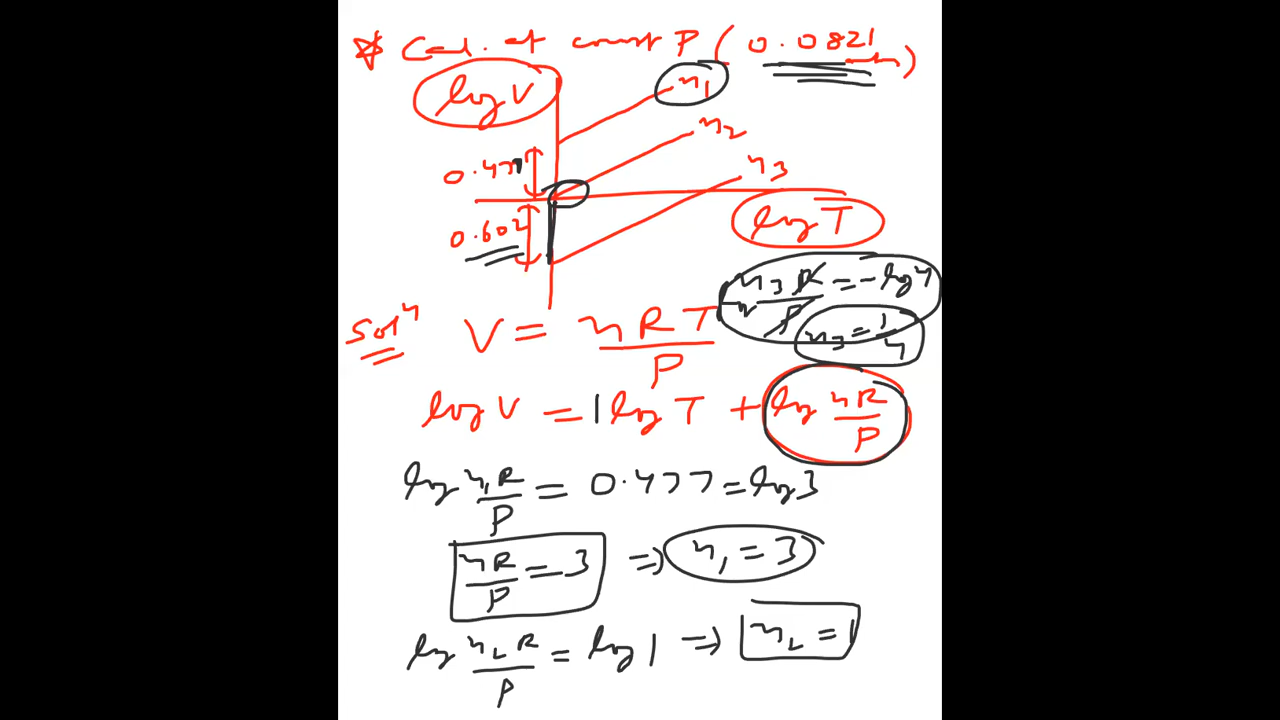 * Cal. at const P ( 0.0821 atm )
log V
n1
n2
0.477
n3
log T
0.602
n3 R / P = -log 4
n3 = 1/4
Soln V = nRT / P
log V = 1 log T + log nR / P
log n1R / P = 0.477 = log 3
nR / P = 3 ⇒ n1 = 3
log n2R / P = log 1 ⇒ n2 = 1